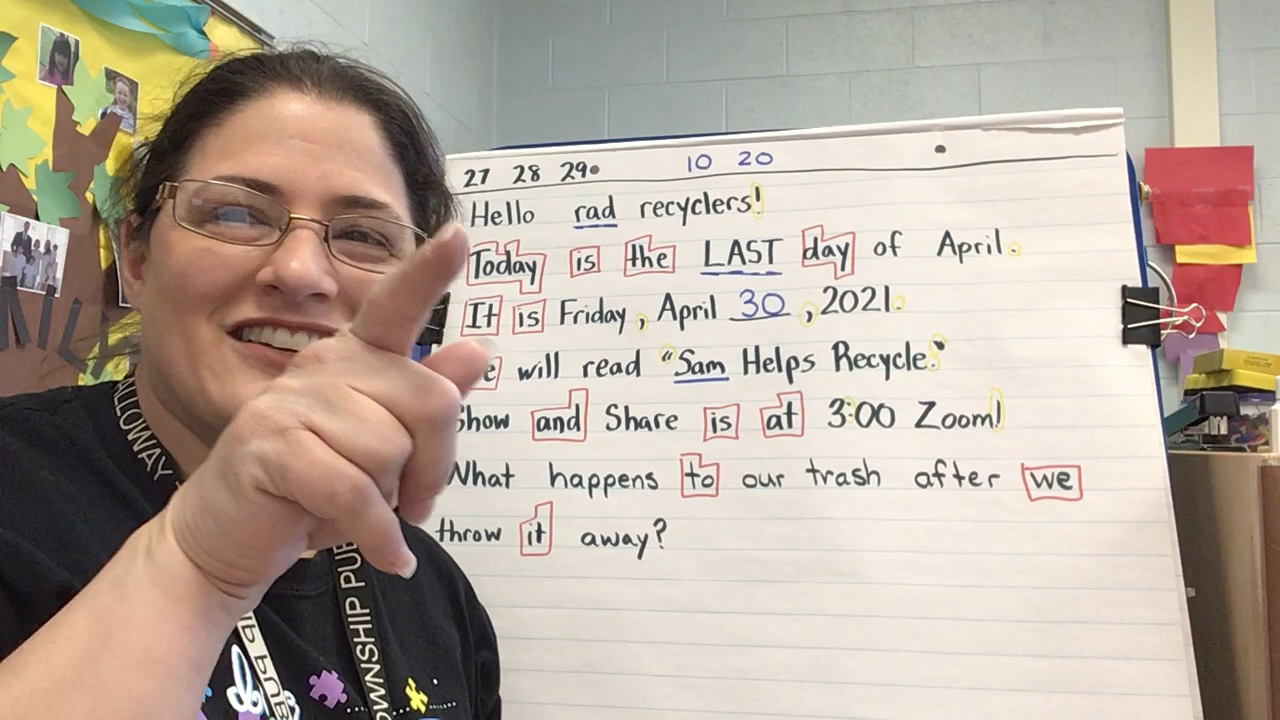 27 28 29 10 20
Hello rad recyclers!
Today is the LAST day of April.
It is Friday, April 30, 2021.
will read "Sam Helps Recycle."
Show and Share is at 3:00 Zoom!
What happens to our trash after we
throw it away?
ALLOWAY
OWNSHIP PUB